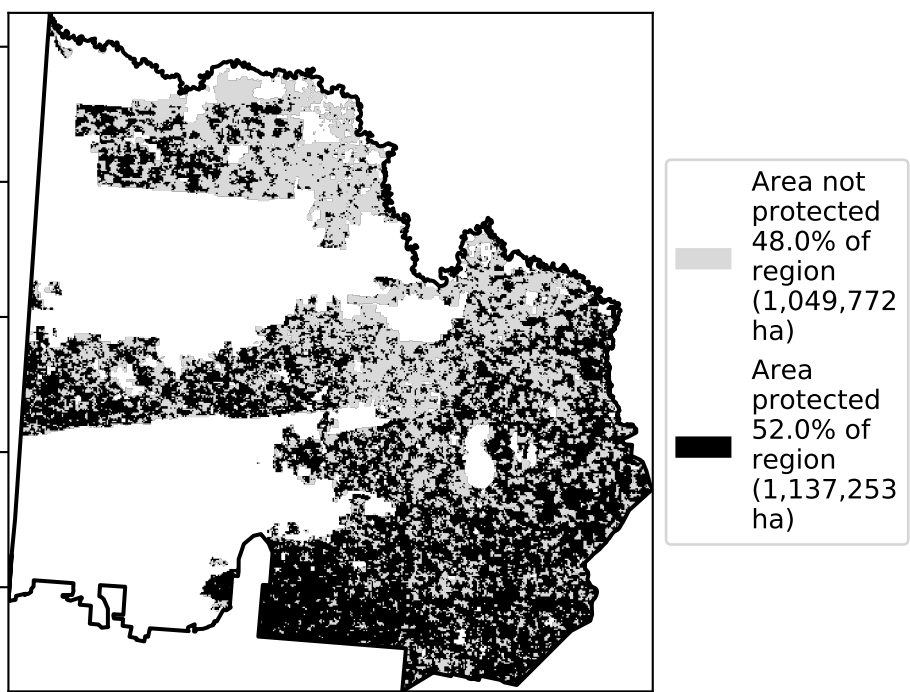 Area not
protected
48.0% of
region
(1,049,772
ha)
Area
protected
52.0% of
region
(1,137,253
ha)